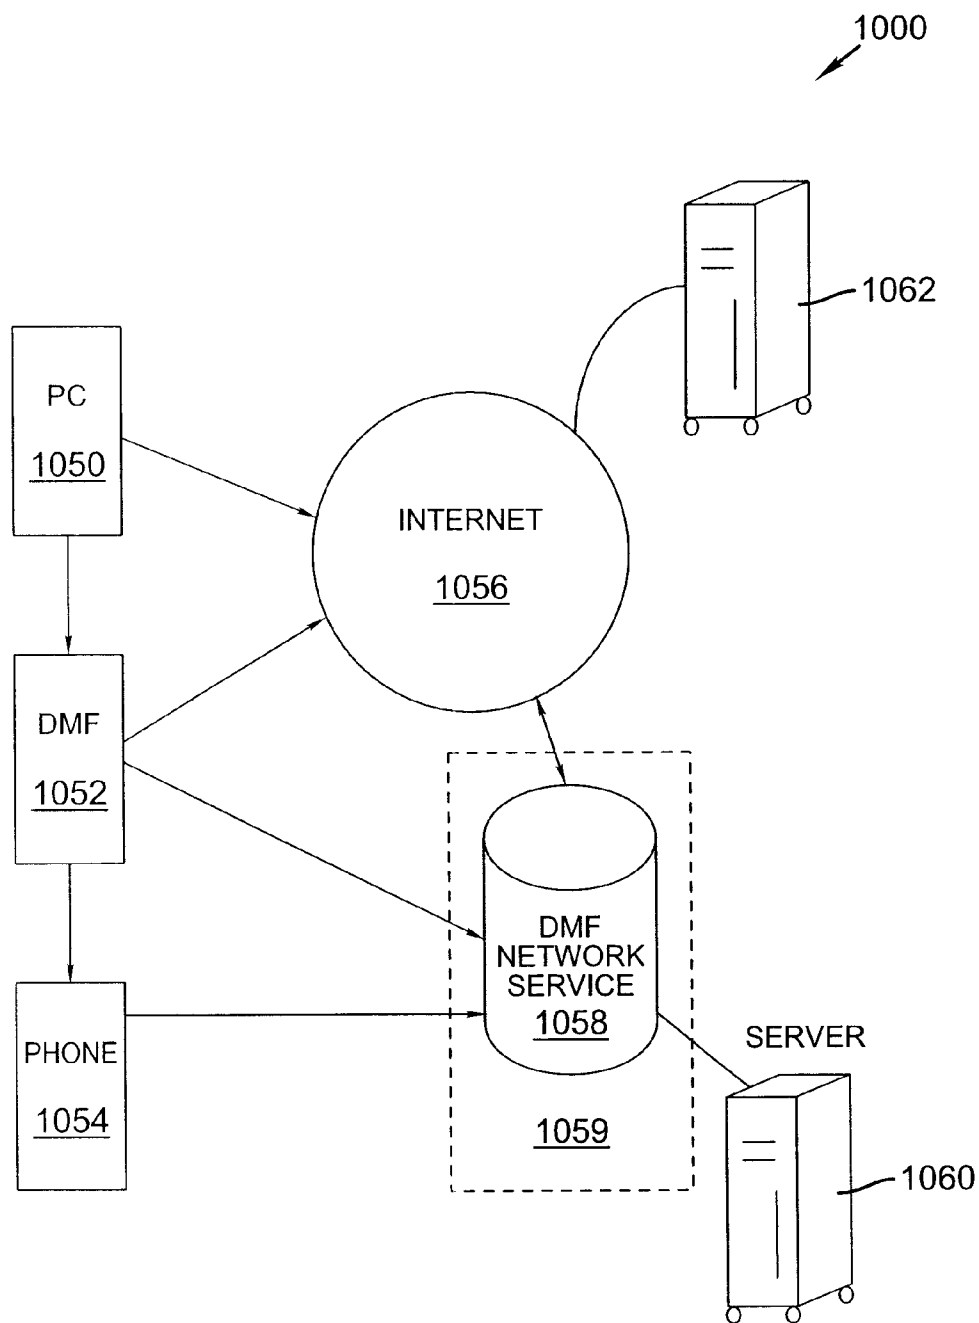 1000
1062
PC
1050
INTERNET
1056
DMF
1052
DMF
NETWORK
SERVICE
1058
PHONE
1054
SERVER
1059
1060